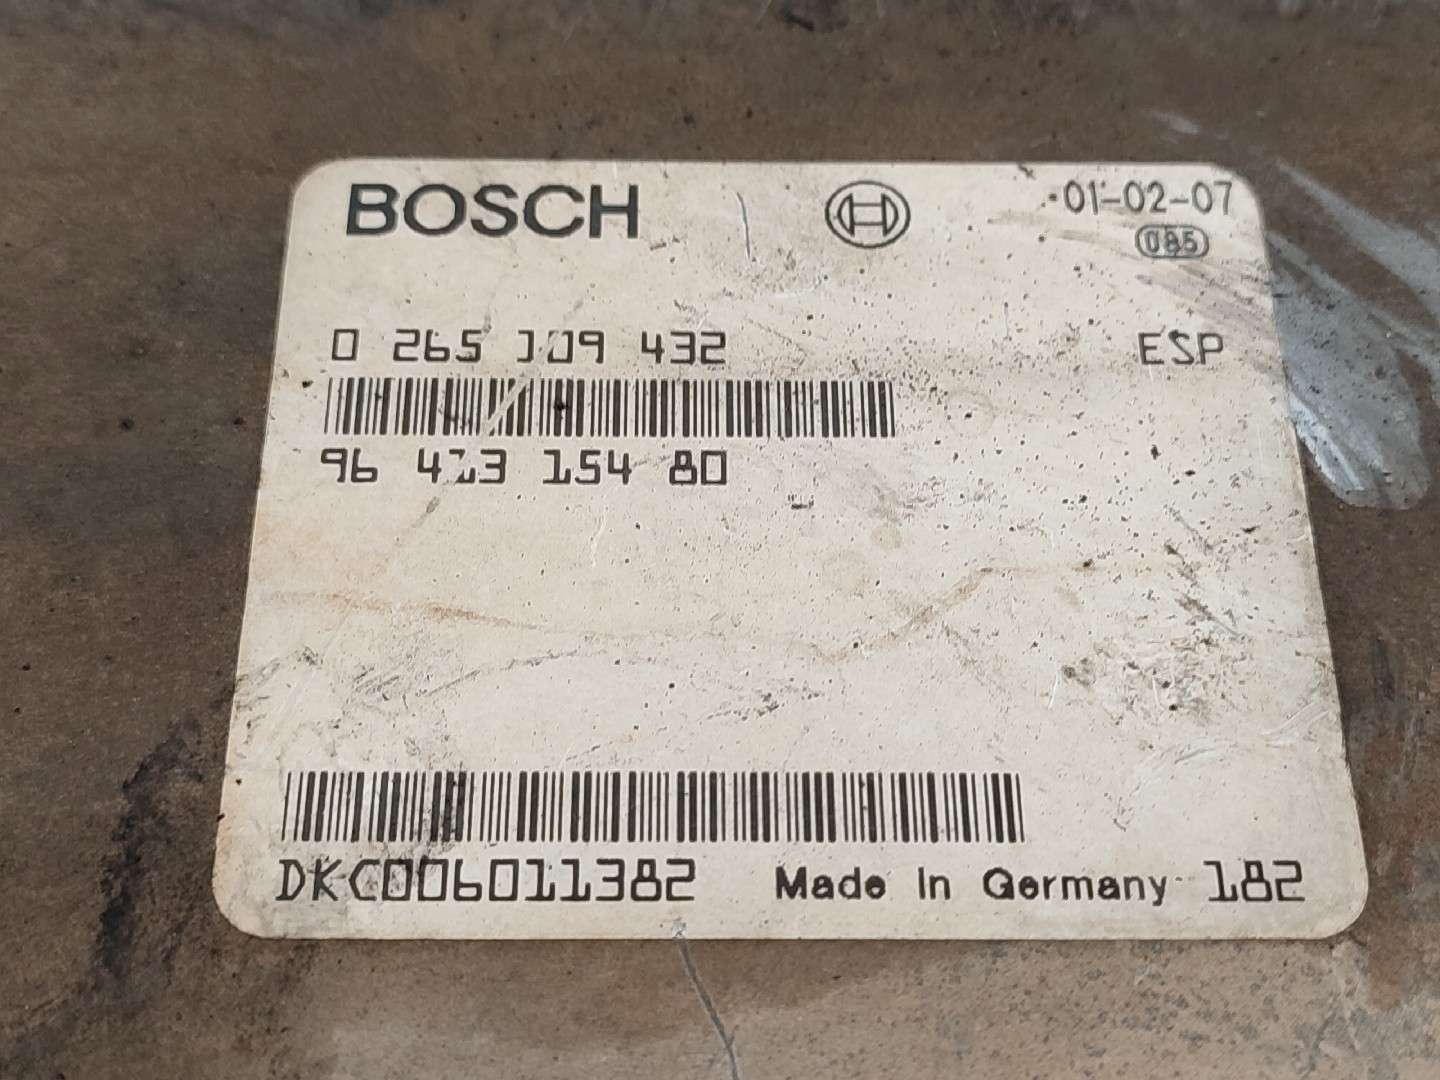 BOSCH
01-02-07
085
0 265 109 432 ESP
96 413 154 80
DKC006011382 Made in Germany 182